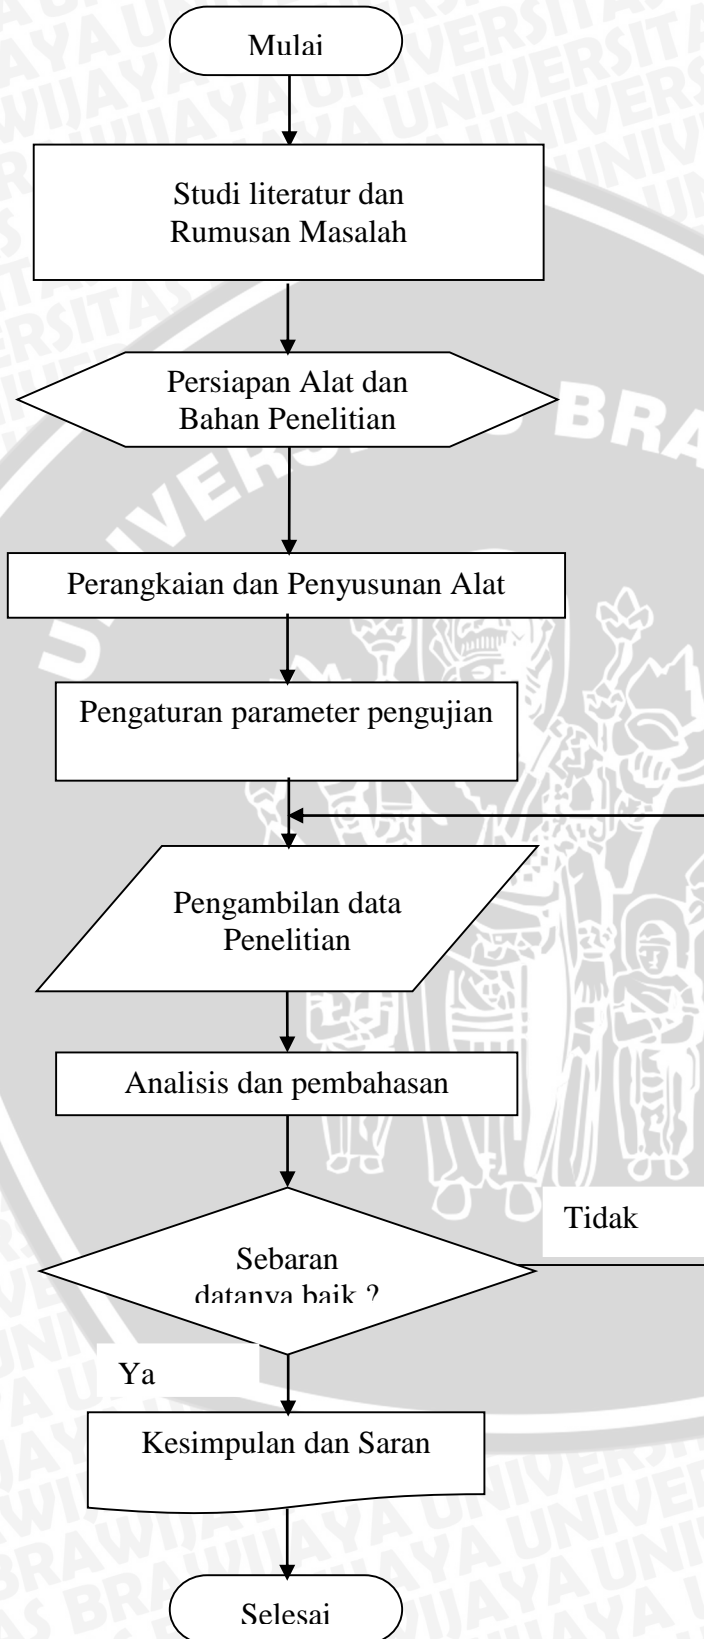 Mulai
Studi literatur dan
Rumusan Masalah
Persiapan Alat dan
Bahan Penelitian
Perangkaian dan Penyusunan Alat
Pengaturan parameter pengujian
Pengambilan data
Penelitian
Analisis dan pembahasan
Tidak
Sebaran
datanya baik ?
Ya
Kesimpulan dan Saran
Selesai